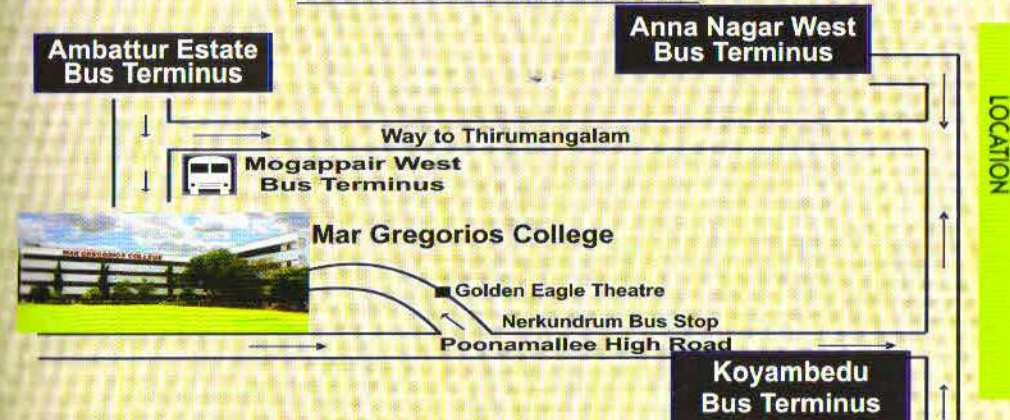 Ambattur Estate
Bus Terminus
Anna Nagar West
Bus Terminus
Way to Thirumangalam
Mogappair West
Bus Terminus
MAR GREGORIOS COLLEGE
Mar Gregorios College
Golden Eagle Theatre
Nerkundrum Bus Stop
Poonamallee High Road
Koyambedu
Bus Terminus
LOCATION